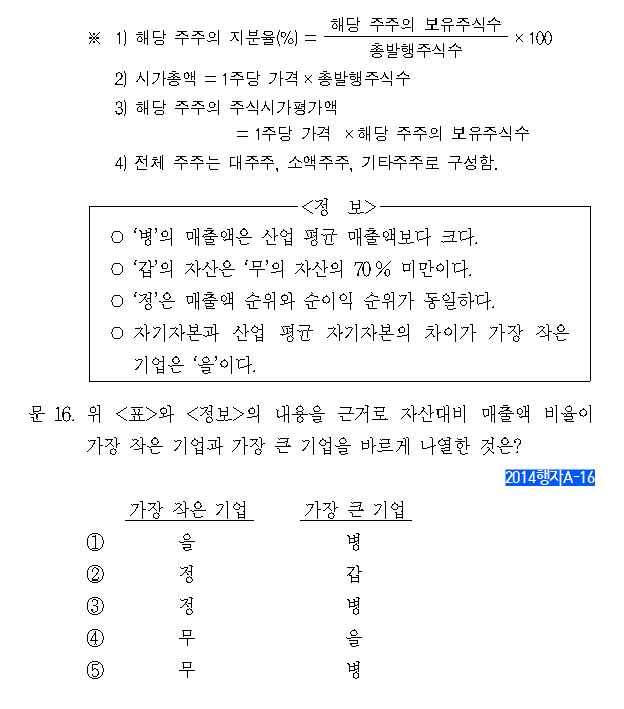 ※ 1) 해당 주주의 지분율(%) = 해당 주주의 보유주식수 / 총발행주식수 × 100
2) 시가총액 = 1주당 가격 × 총발행주식수
3) 해당 주주의 주식시가평가액
= 1주당 가격 × 해당 주주의 보유주식수
4) 전체 주주는 대주주, 소액주주, 기타주주로 구성함.
<정 보>
○ ‘병’의 매출액은 산업 평균 매출액보다 크다.
○ ‘갑’의 자산은 ‘무’의 자산의 70% 미만이다.
○ ‘정’은 매출액 순위와 순이익 순위가 동일하다.
○ 자기자본과 산업 평균 자기자본의 차이가 가장 작은
기업은 ‘을’이다.
문 16. 위 <표>와 <정보>의 내용을 근거로 자산대비 매출액 비율이
가장 작은 기업과 가장 큰 기업을 바르게 나열한 것은?
2014행자A-16
가장 작은 기업 가장 큰 기업
① 을 병
② 정 갑
③ 정 병
④ 무 을
⑤ 무 병